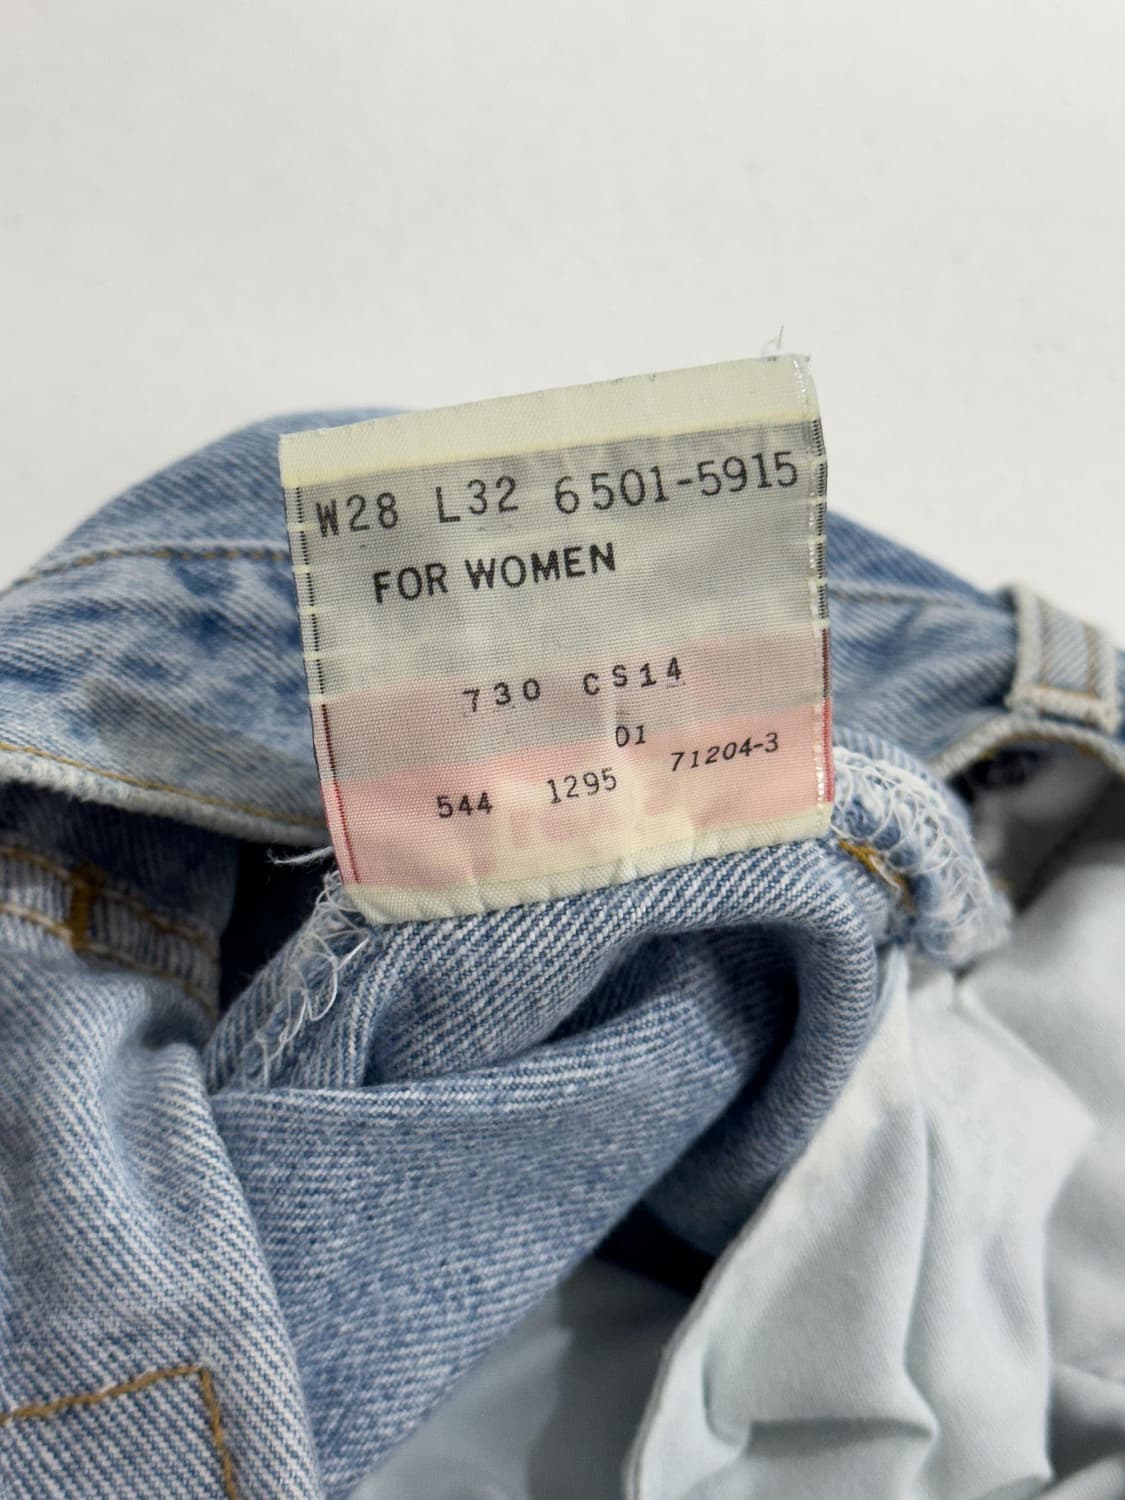 W28 L32 6501-5915
FOR WOMEN
730 CS14
01
544 1295 71204-3